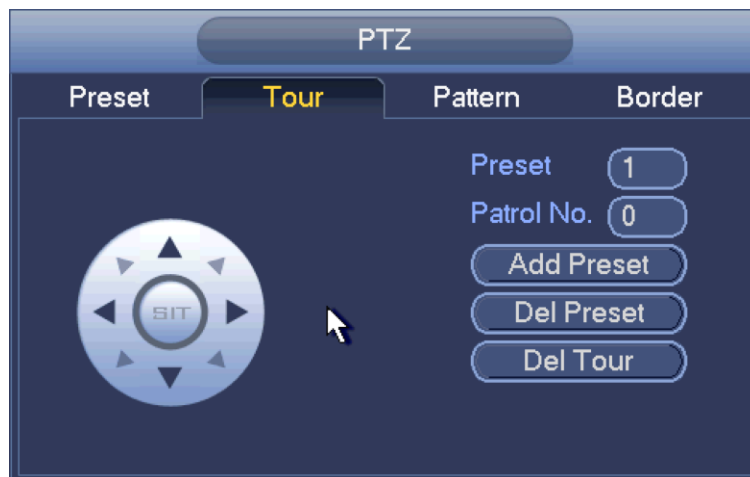 PTZ
Preset Tour Pattern Border
Preset 1
Patrol No. 0
Add Preset
SIT
Del Preset
Del Tour